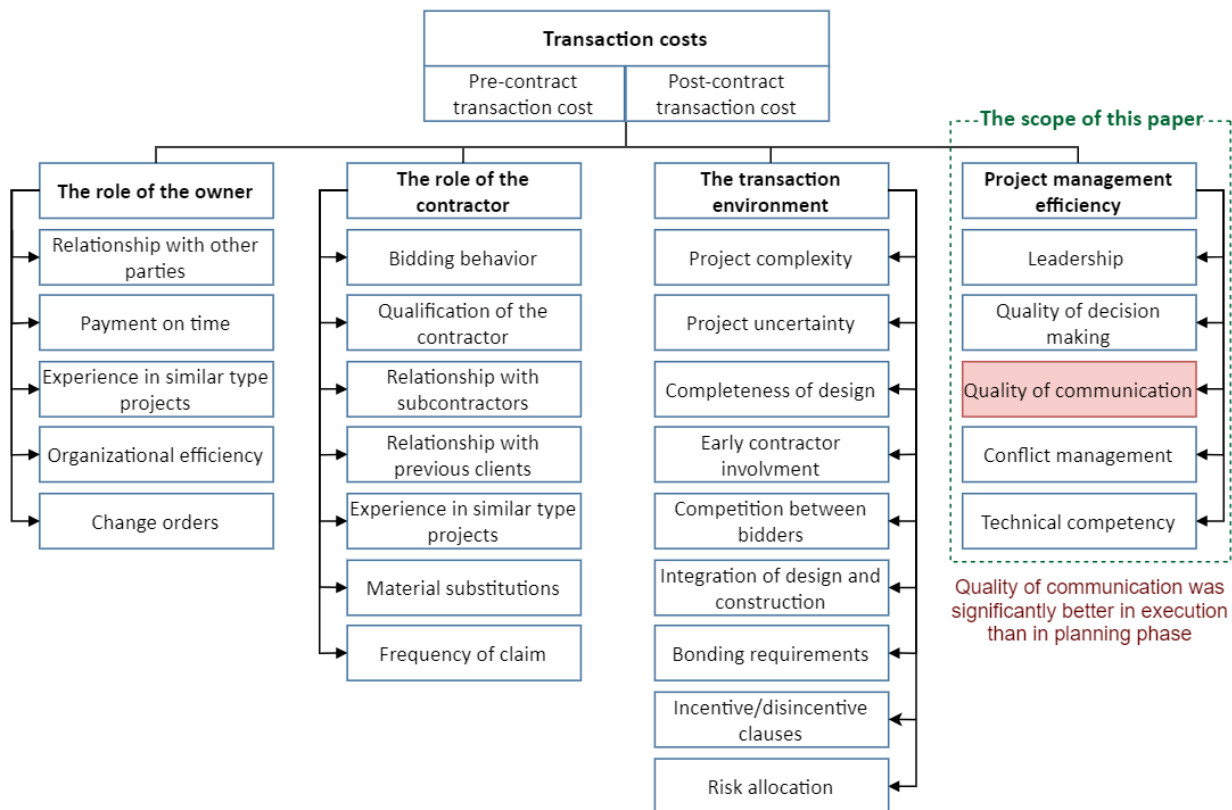 Transaction costs
Pre-contract
transaction cost
Post-contract
transaction cost
The scope of this paper
The role of the owner
Relationship with other
parties
Payment on time
Experience in similar type
projects
Organizational efficiency
Change orders
The role of the
contractor
Bidding behavior
Qualification of the
contractor
Relationship with
subcontractors
Relationship with
previous clients
Experience in similar type
projects
Material substitutions
Frequency of claim
The transaction
environment
Project complexity
Project uncertainty
Completeness of design
Early contractor
involvment
Competition between
bidders
Integration of design and
construction
Bonding requirements
Incentive/disincentive
clauses
Risk allocation
Project management
efficiency
Leadership
Quality of decision
making
Quality of communication
Conflict management
Technical competency
Quality of communication was
significantly better in execution
than in planning phase